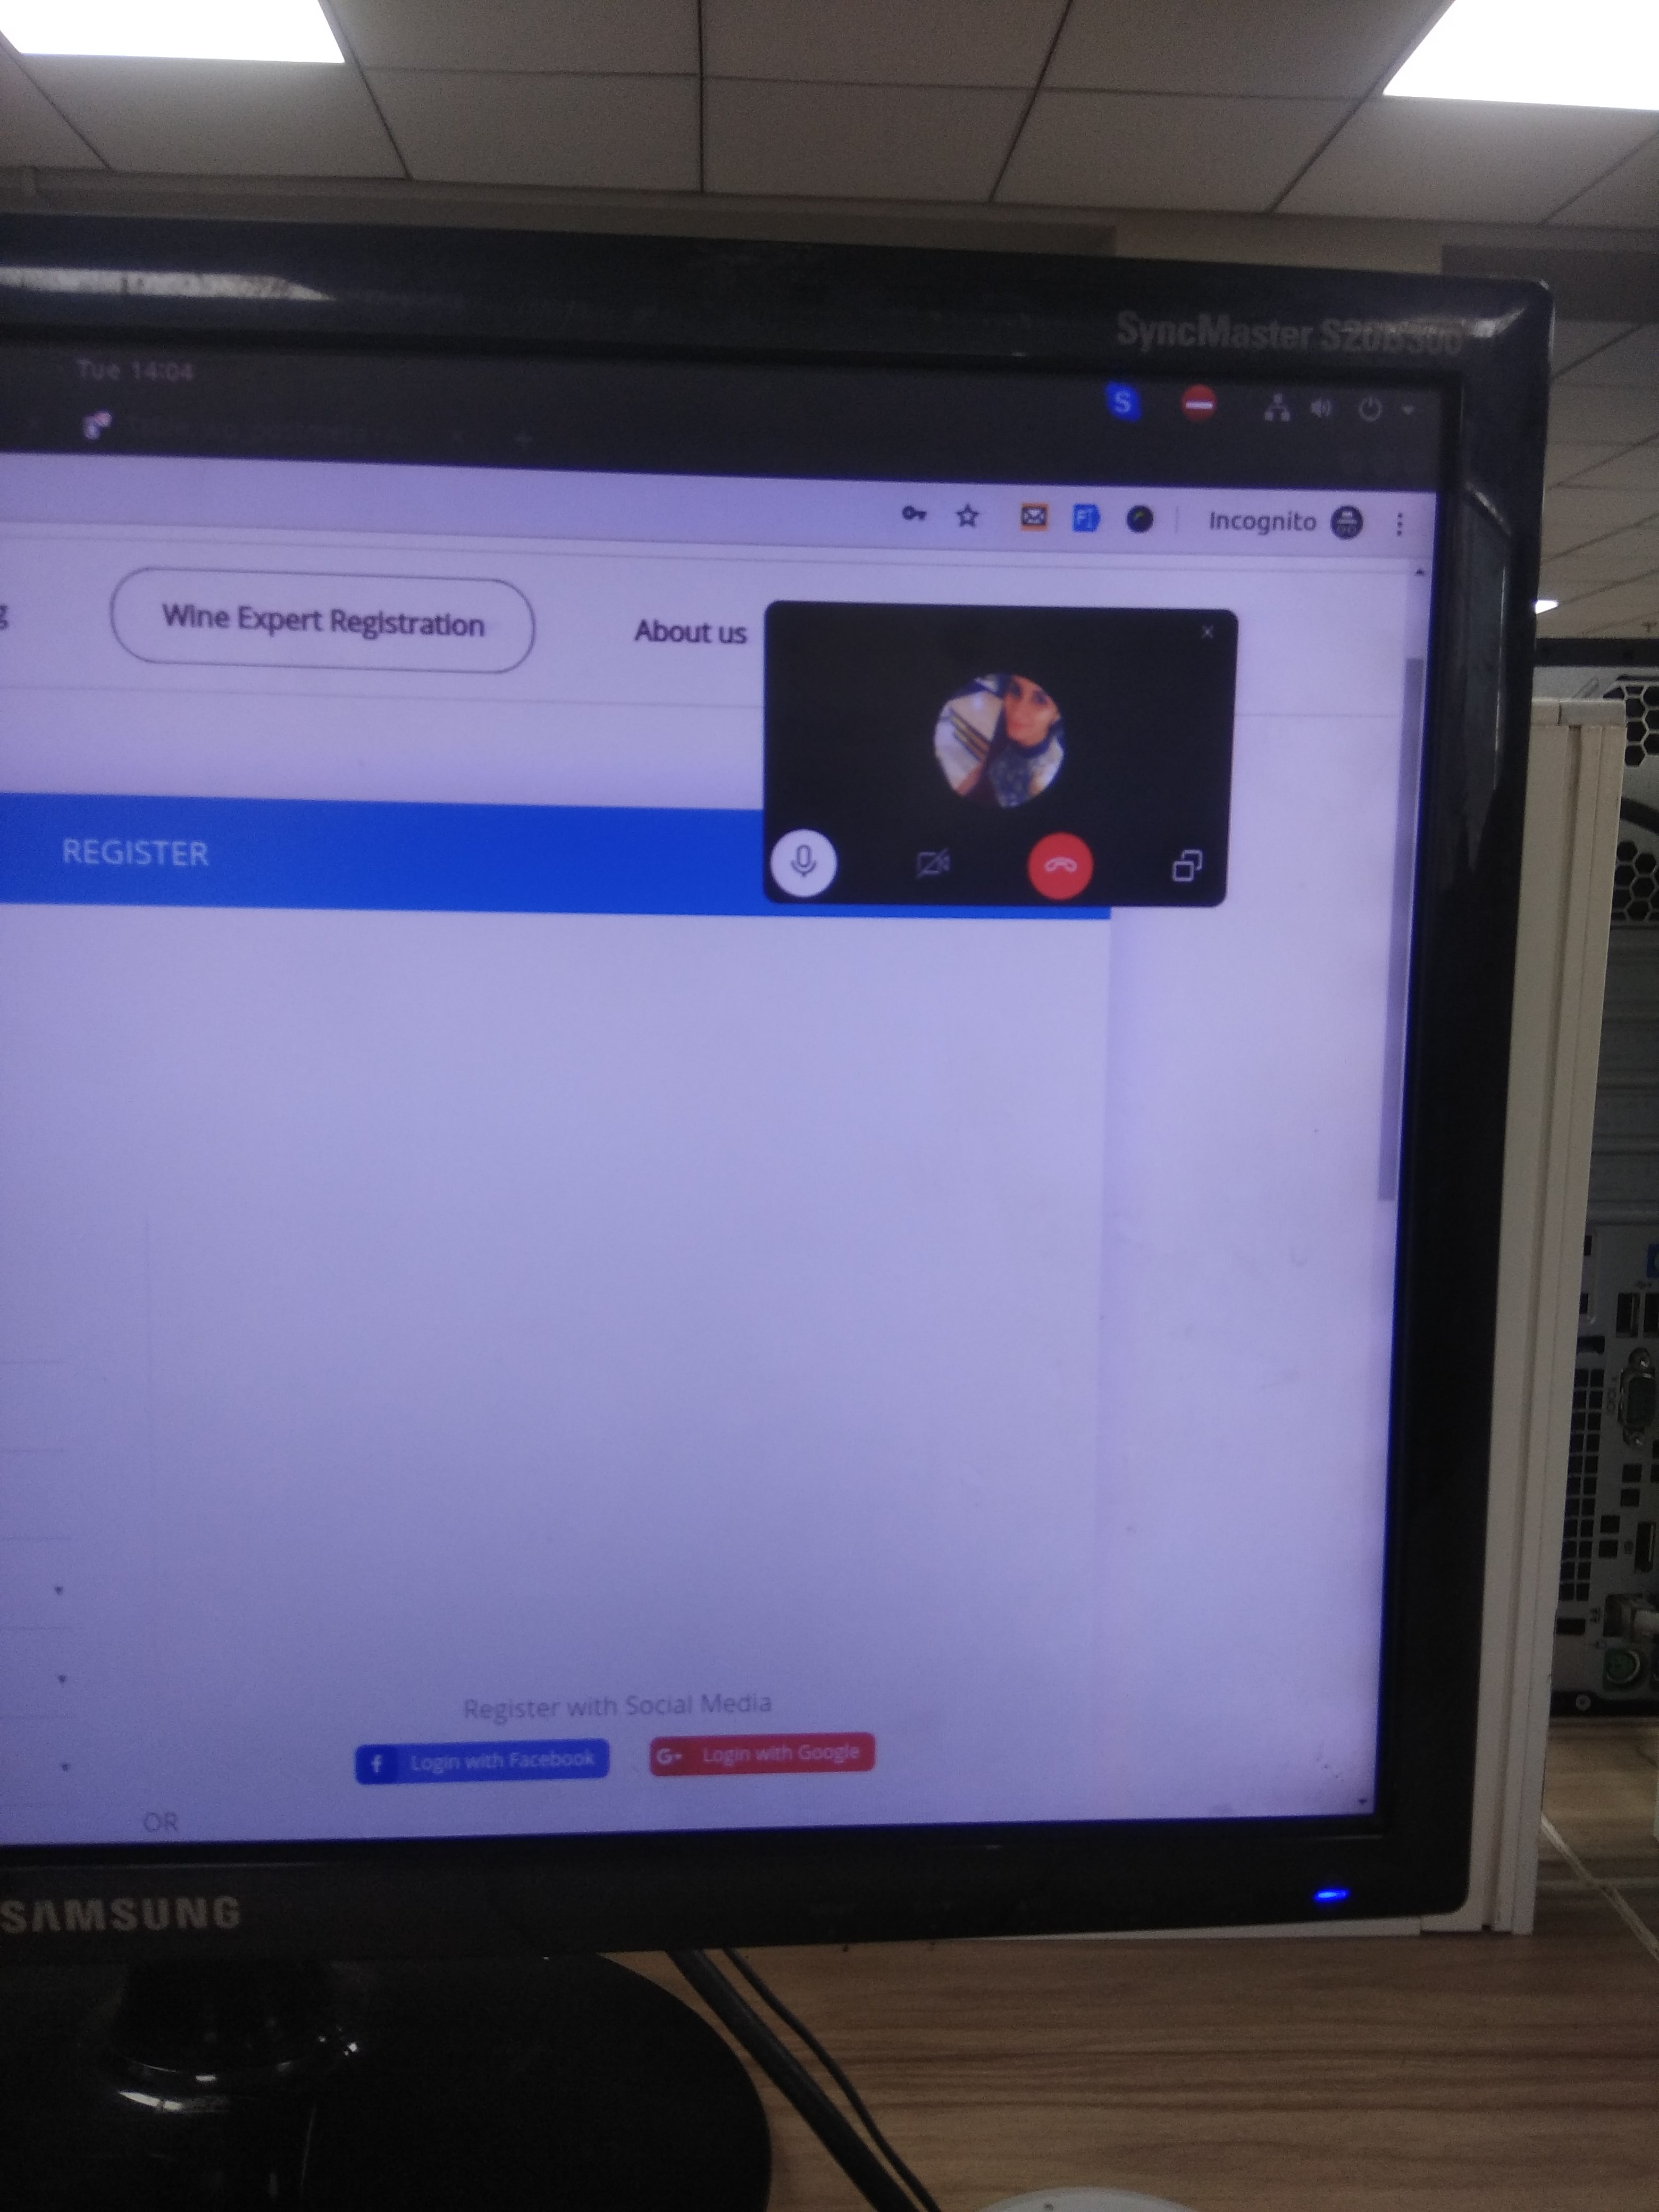 SyncMaster S20B300
Tue 14:04
S
Incognito
Wine Expert Registration
About us
REGISTER
Register with Social Media
f Login with Facebook
G+ Login with Google
OR
SAMSUNG